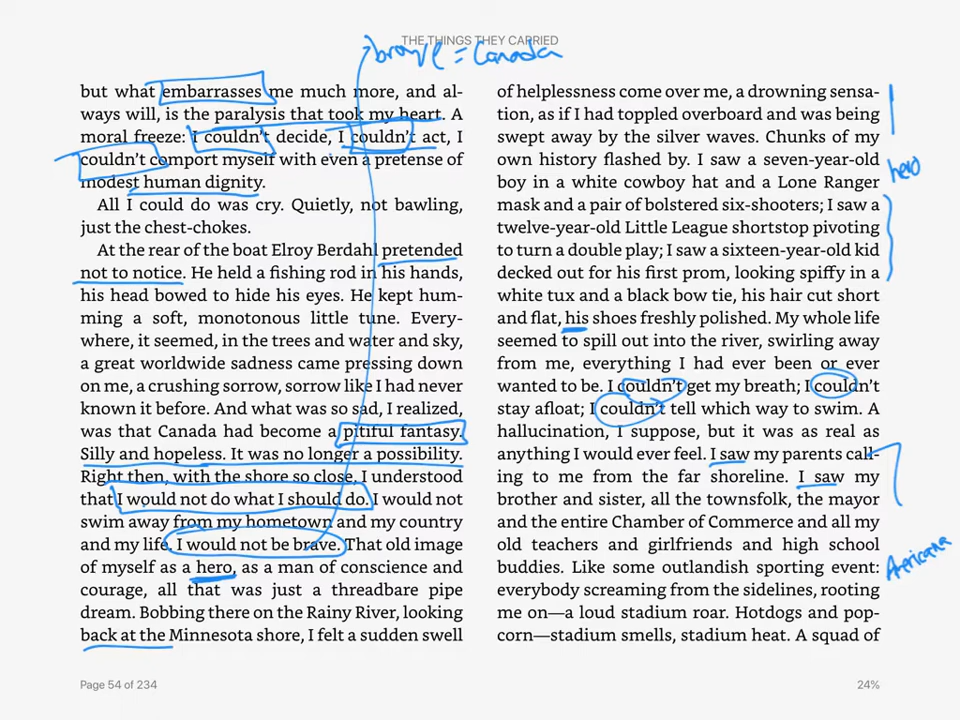 THE THINGS THEY CARRIED
brave = Canada
but what embarrasses me much more, and al-
ways will, is the paralysis that took my heart. A
moral freeze: I couldn't decide, I couldn't act, I
couldn't comport myself with even a pretense of
modest human dignity.
All I could do was cry. Quietly, not bawling,
just the chest-chokes.
At the rear of the boat Elroy Berdahl pretended
not to notice. He held a fishing rod in his hands,
his head bowed to hide his eyes. He kept hum-
ming a soft, monotonous little tune. Every-
where, it seemed, in the trees and water and sky,
a great worldwide sadness came pressing down
on me, a crushing sorrow, sorrow like I had never
known it before. And what was so sad, I realized,
was that Canada had become a pitiful fantasy.
Silly and hopeless. It was no longer a possibility.
Right then, with the shore so close, I understood
that I would not do what I should do. I would not
swim away from my hometown and my country
and my life. I would not be brave. That old image
of myself as a hero, as a man of conscience and
courage, all that was just a threadbare pipe
dream. Bobbing there on the Rainy River, looking
back at the Minnesota shore, I felt a sudden swell
of helplessness come over me, a drowning sensa-
tion, as if I had toppled overboard and was being
swept away by the silver waves. Chunks of my
own history flashed by. I saw a seven-year-old
boy in a white cowboy hat and a Lone Ranger
hero
mask and a pair of bolstered six-shooters; I saw a
twelve-year-old Little League shortstop pivoting
to turn a double play; I saw a sixteen-year-old kid
decked out for his first prom, looking spiffy in a
white tux and a black bow tie, his hair cut short
and flat, his shoes freshly polished. My whole life
seemed to spill out into the river, swirling away
from me, everything I had ever been or ever
wanted to be. I couldn't get my breath; I couldn't
stay afloat; I couldn't tell which way to swim. A
hallucination, I suppose, but it was as real as
anything I would ever feel. I saw my parents call-
ing to me from the far shoreline. I saw my
brother and sister, all the townsfolk, the mayor
and the entire Chamber of Commerce and all my
old teachers and girlfriends and high school
buddies. Like some outlandish sporting event:
Americana
everybody screaming from the sidelines, rooting
me on—a loud stadium roar. Hotdogs and pop-
corn—stadium smells, stadium heat. A squad of
Page 54 of 234
24%